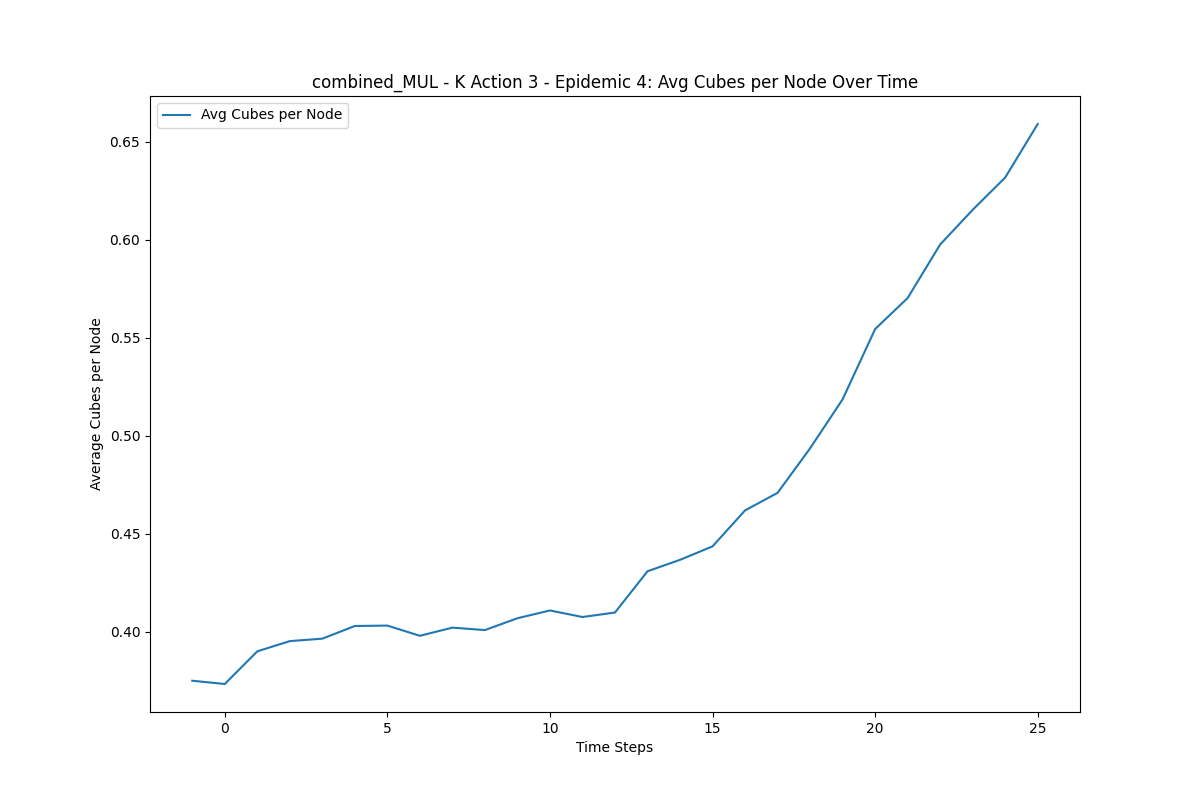 combined_MUL - K Action 3 - Epidemic 4: Avg Cubes per Node Over Time
Avg Cubes per Node
Average Cubes per Node
0.65
0.60
0.55
0.50
0.45
0.40
0 5 10 15 20 25
Time Steps